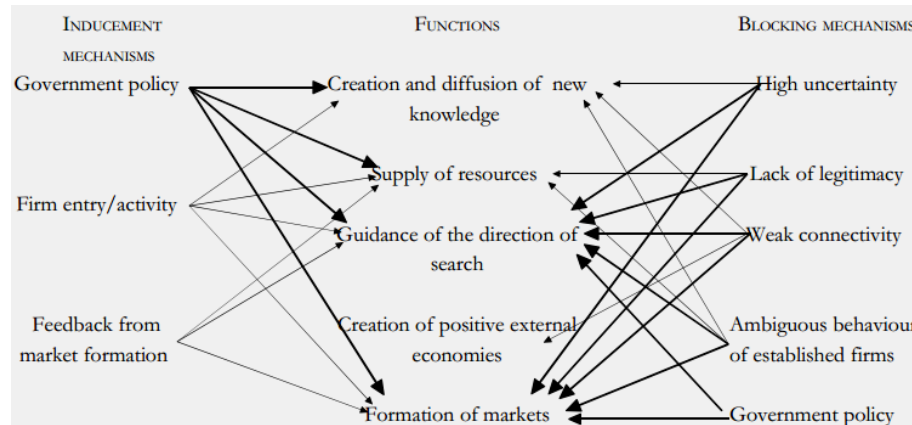 INDUCEMENT MECHANISMS
FUNCTIONS
BLOCKING MECHANISMS
Government policy
Creation and diffusion of new
knowledge
High uncertainty
Supply of resources
Lack of legitimacy
Firm entry/activity
Guidance of the direction of
search
Weak connectivity
Feedback from
market formation
Creation of positive external
economies
Ambiguous behaviour
of established firms
Formation of markets
Government policy